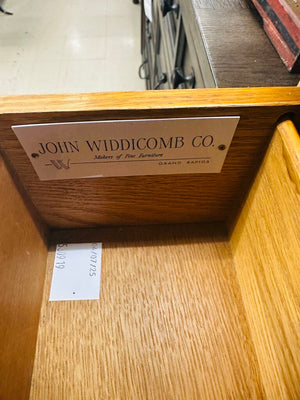 JOHN WIDDICOMB CO.
Makers of Fine Furniture
W
GRAND RAPIDS